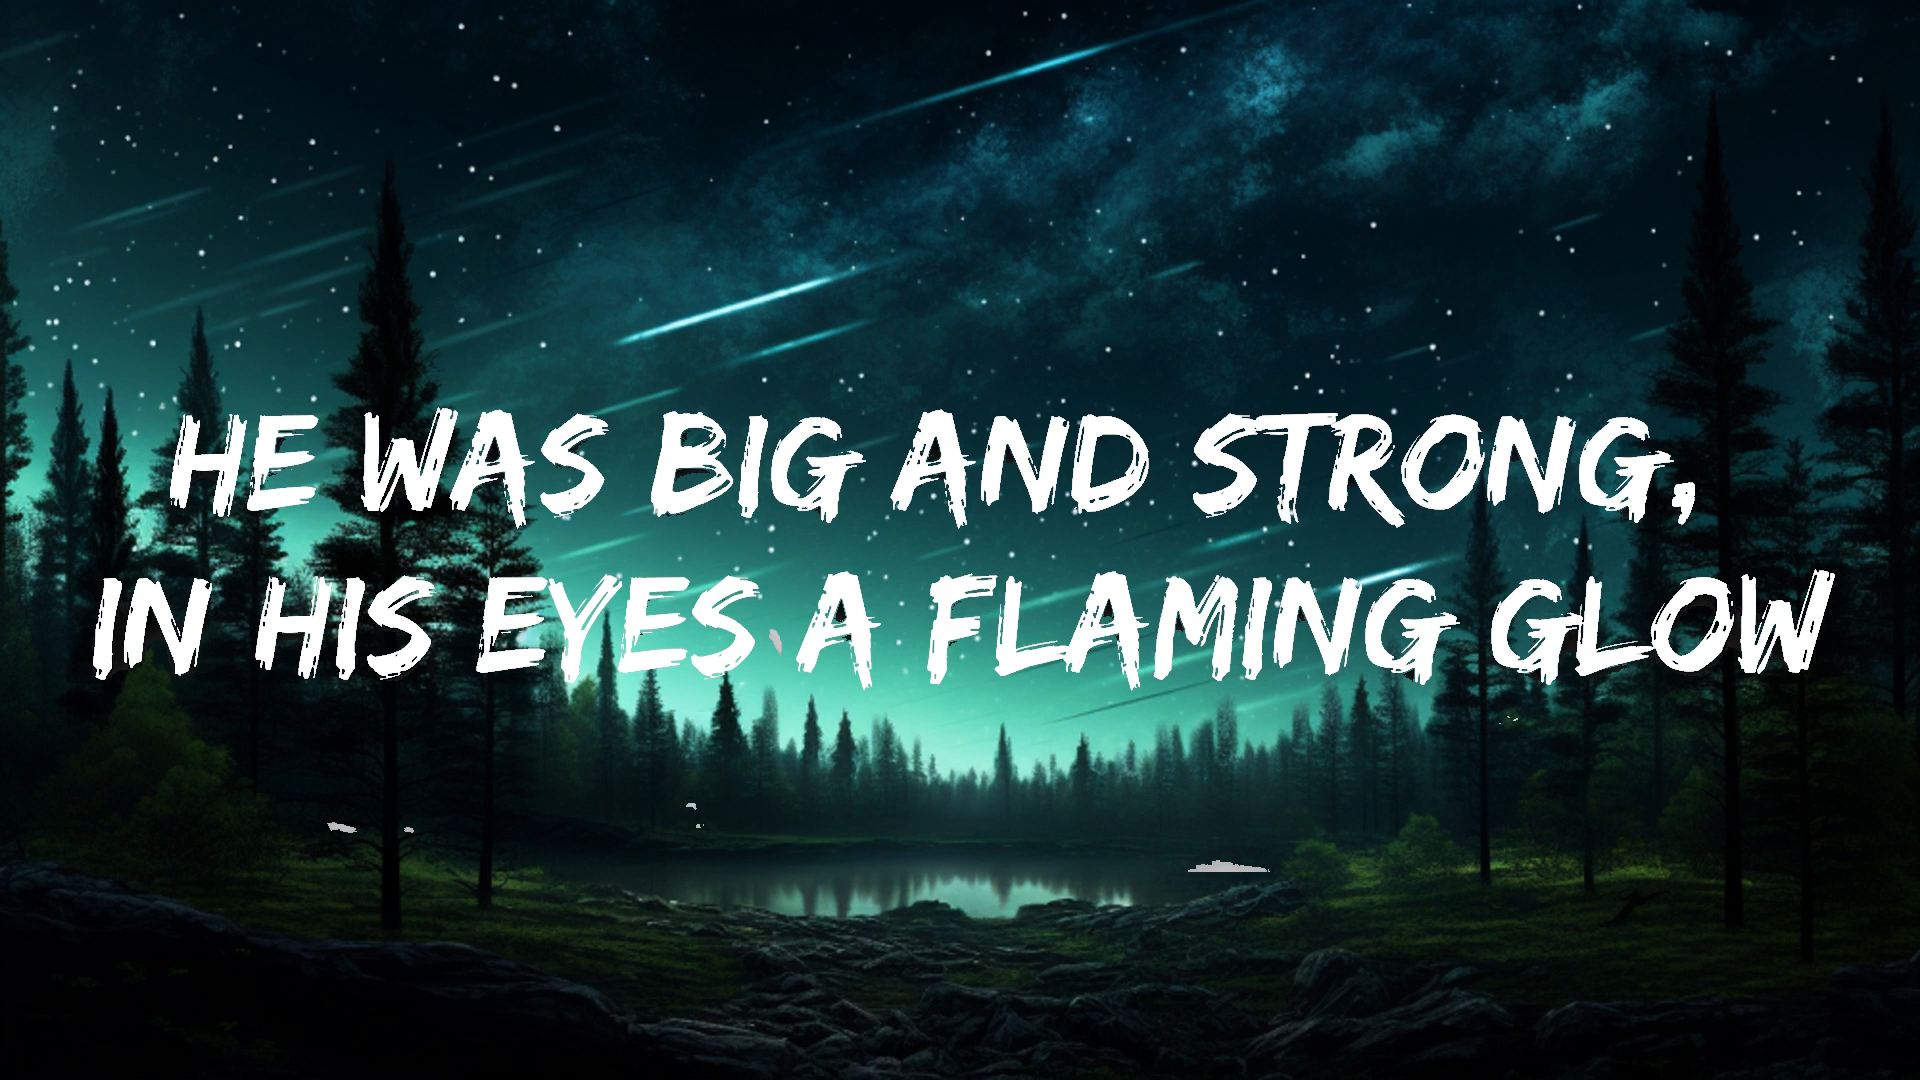 HE WAS BIG AND STRONG,
IN HIS EYES A FLAMING GLOW